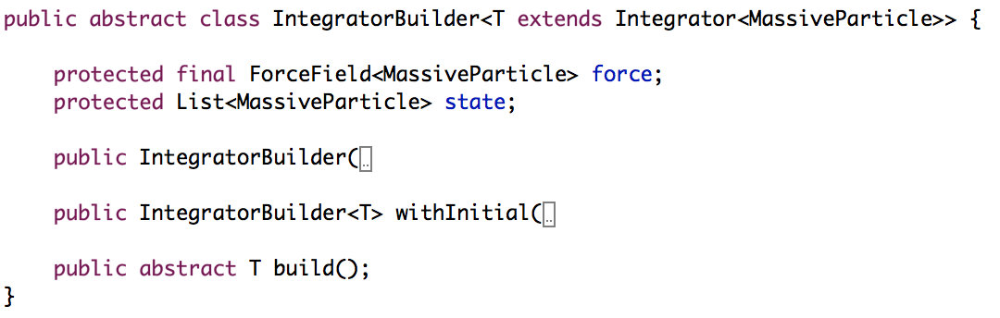 public abstract class IntegratorBuilder<T extends Integrator<MassiveParticle>> {
protected final ForceField<MassiveParticle> force;
protected List<MassiveParticle> state;
public IntegratorBuilder(..
public IntegratorBuilder<T> withInitial(..
public abstract T build();
}